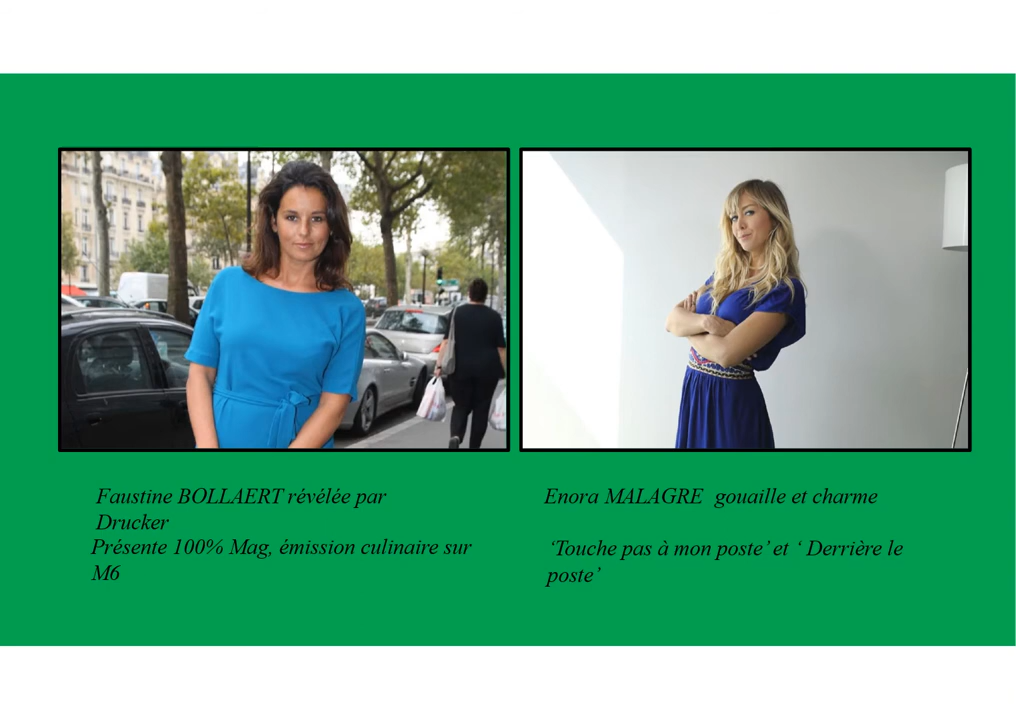 Faustine BOLLAERT révélée par
Drucker
Présente 100% Mag, émission culinaire sur
M6
Enora MALAGRE  gouaille et charme
‘Touche pas à mon poste’ et ‘ Derrière le
poste’